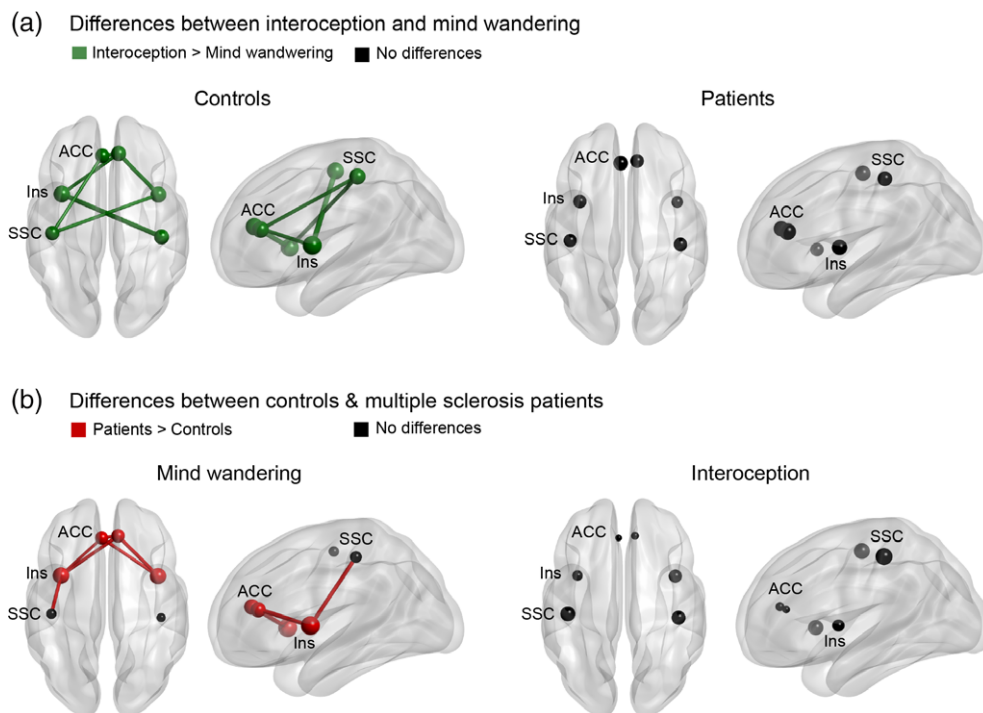 (a) Differences between interoception and mind wandering
Interoception > Mind wandwering No differences
Controls Patients
ACC SSC ACC SSC
Ins ACC Ins ACC
SSC Ins SSC Ins
(b) Differences between controls & multiple sclerosis patients
Patients > Controls No differences
Mind wandering Interoception
ACC SSC ACC SSC
Ins ACC Ins ACC
SSC Ins SSC Ins